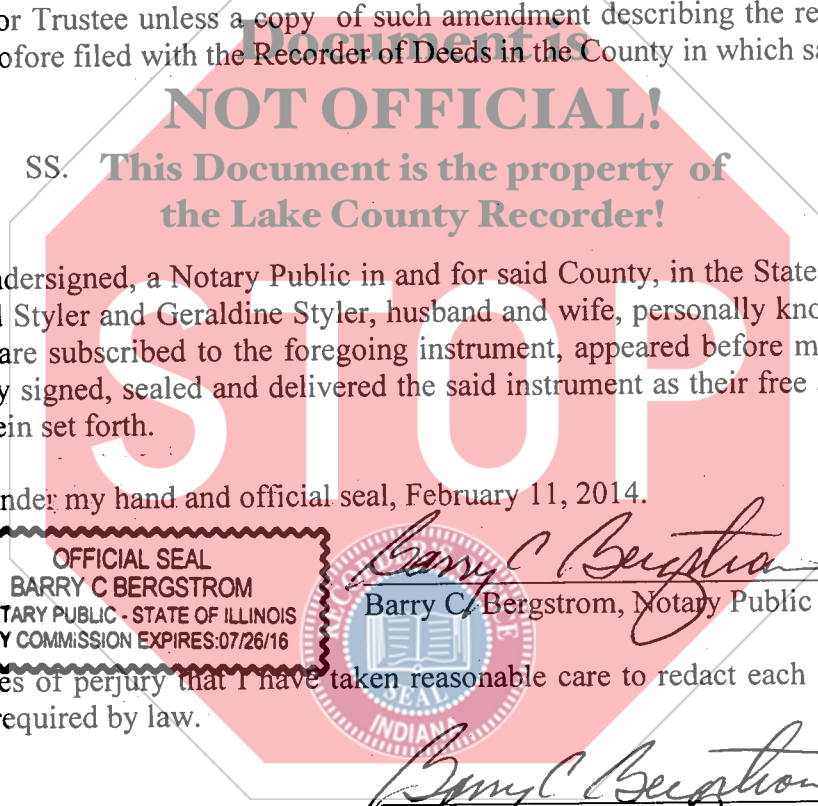 or Trustee unless a copy of such amendment describing the re
Document is
ofore filed with the Recorder of Deeds in the County in which sa
NOT OFFICIAL!
SS.
This Document is the property of
the Lake County Recorder!
ndersigned, a Notary Public in and for said County, in the State
l Styler and Geraldine Styler, husband and wife, personally kno
are subscribed to the foregoing instrument, appeared before m
y signed, sealed and delivered the said instrument as their free a
ein set forth.
STOP
nder my hand and official seal, February 11, 2014.
OFFICIAL SEAL
BARRY C BERGSTROM
TARY PUBLIC - STATE OF ILLINOIS
Y COMMISSION EXPIRES:07/26/16
Barry C Bergstrom
Barry C. Bergstrom, Notary Public
SEAL
INDIANA
es of perjury that I have taken reasonable care to redact each
required by law.
Barry C Bergstrom